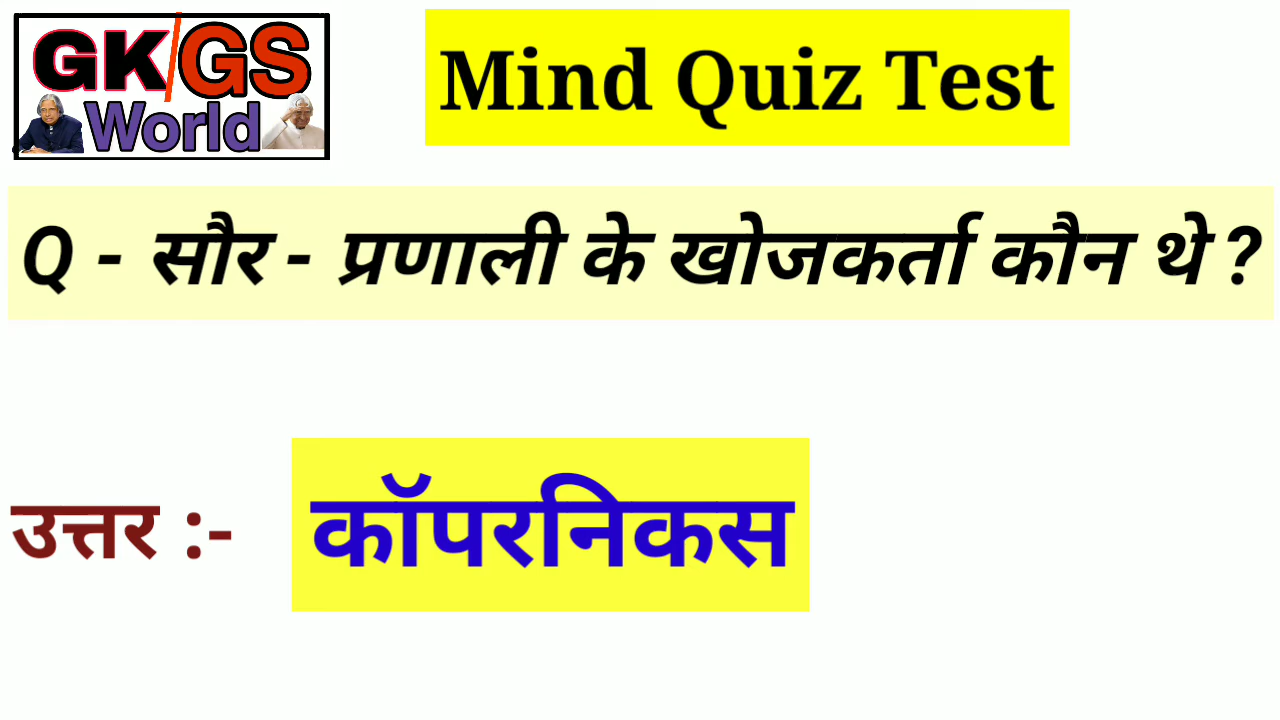 GK/GS
World
Mind Quiz Test
Q - सौर - प्रणाली के खोजकर्ता कौन थे ?
उत्तर :- कॉपरनिकस